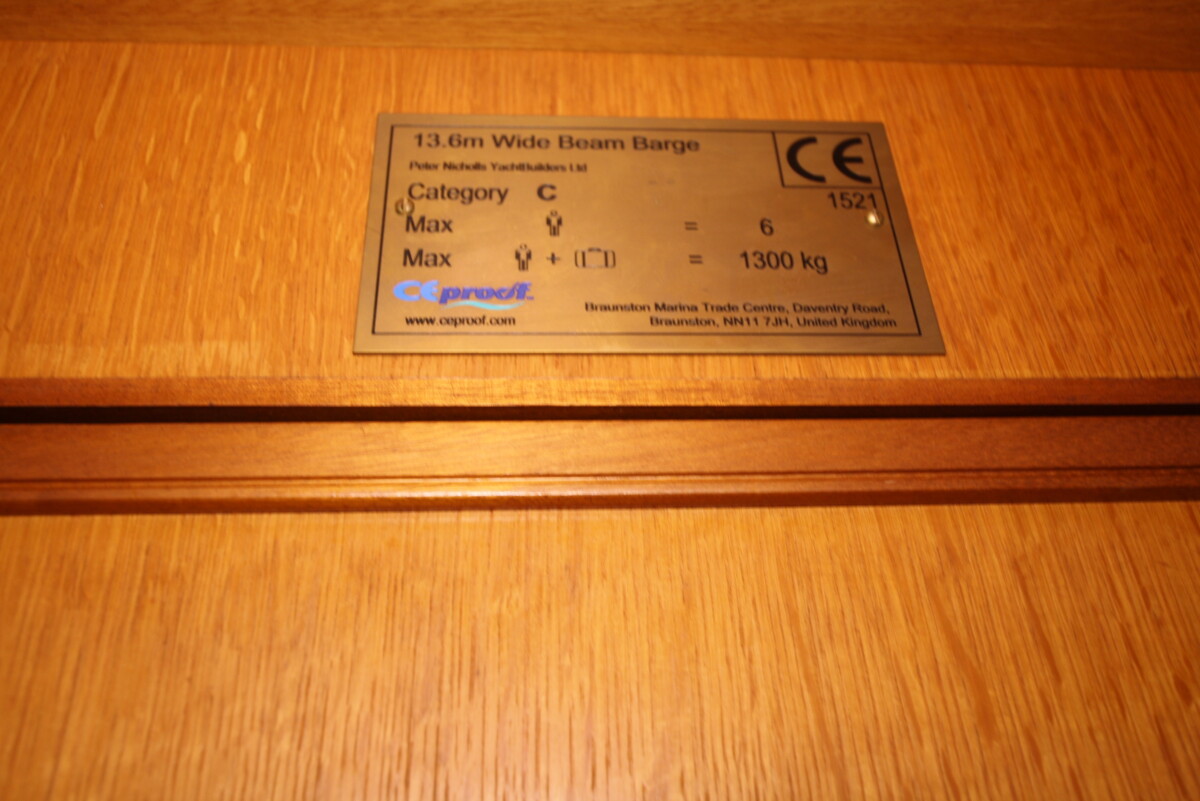 13.6m Wide Beam Barge
CE
Peter Nicholls YachtBuilders Ltd
Category C
1521
Max = 6
Max + = 1300 kg
CEproof
www.ceproof.com
Braunston Marina Trade Centre, Daventry Road,
Braunston, NN11 7JH, United Kingdom